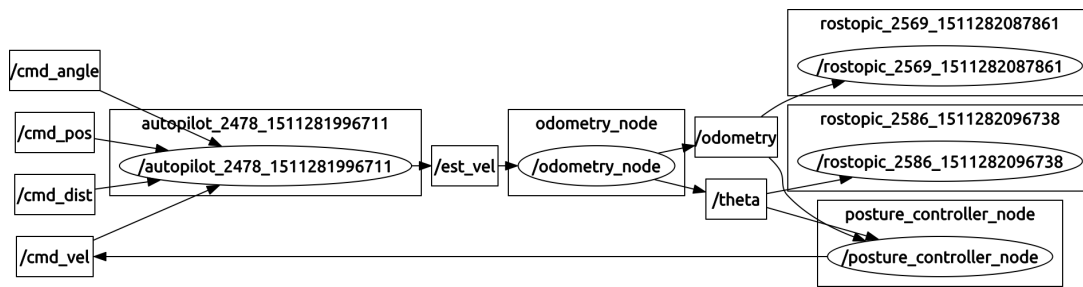 /cmd_angle
/cmd_pos
/cmd_dist
/cmd_vel
autopilot_2478_1511281996711
/autopilot_2478_1511281996711
/est_vel
odometry_node
/odometry_node
/odometry
/theta
rostopic_2569_1511282087861
/rostopic_2569_1511282087861
rostopic_2586_1511282096738
/rostopic_2586_1511282096738
posture_controller_node
/posture_controller_node